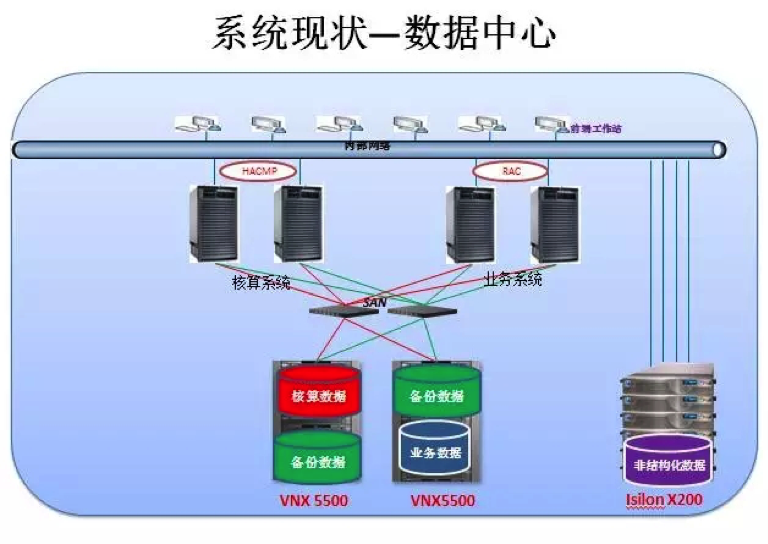 系统现状—数据中心
前端工作站
内部网络
HACMP
RAC
核算系统
业务系统
SAN
核算数据
备份数据
备份数据
业务数据
非结构化数据
VNX 5500
VNX5500
Isilon X200